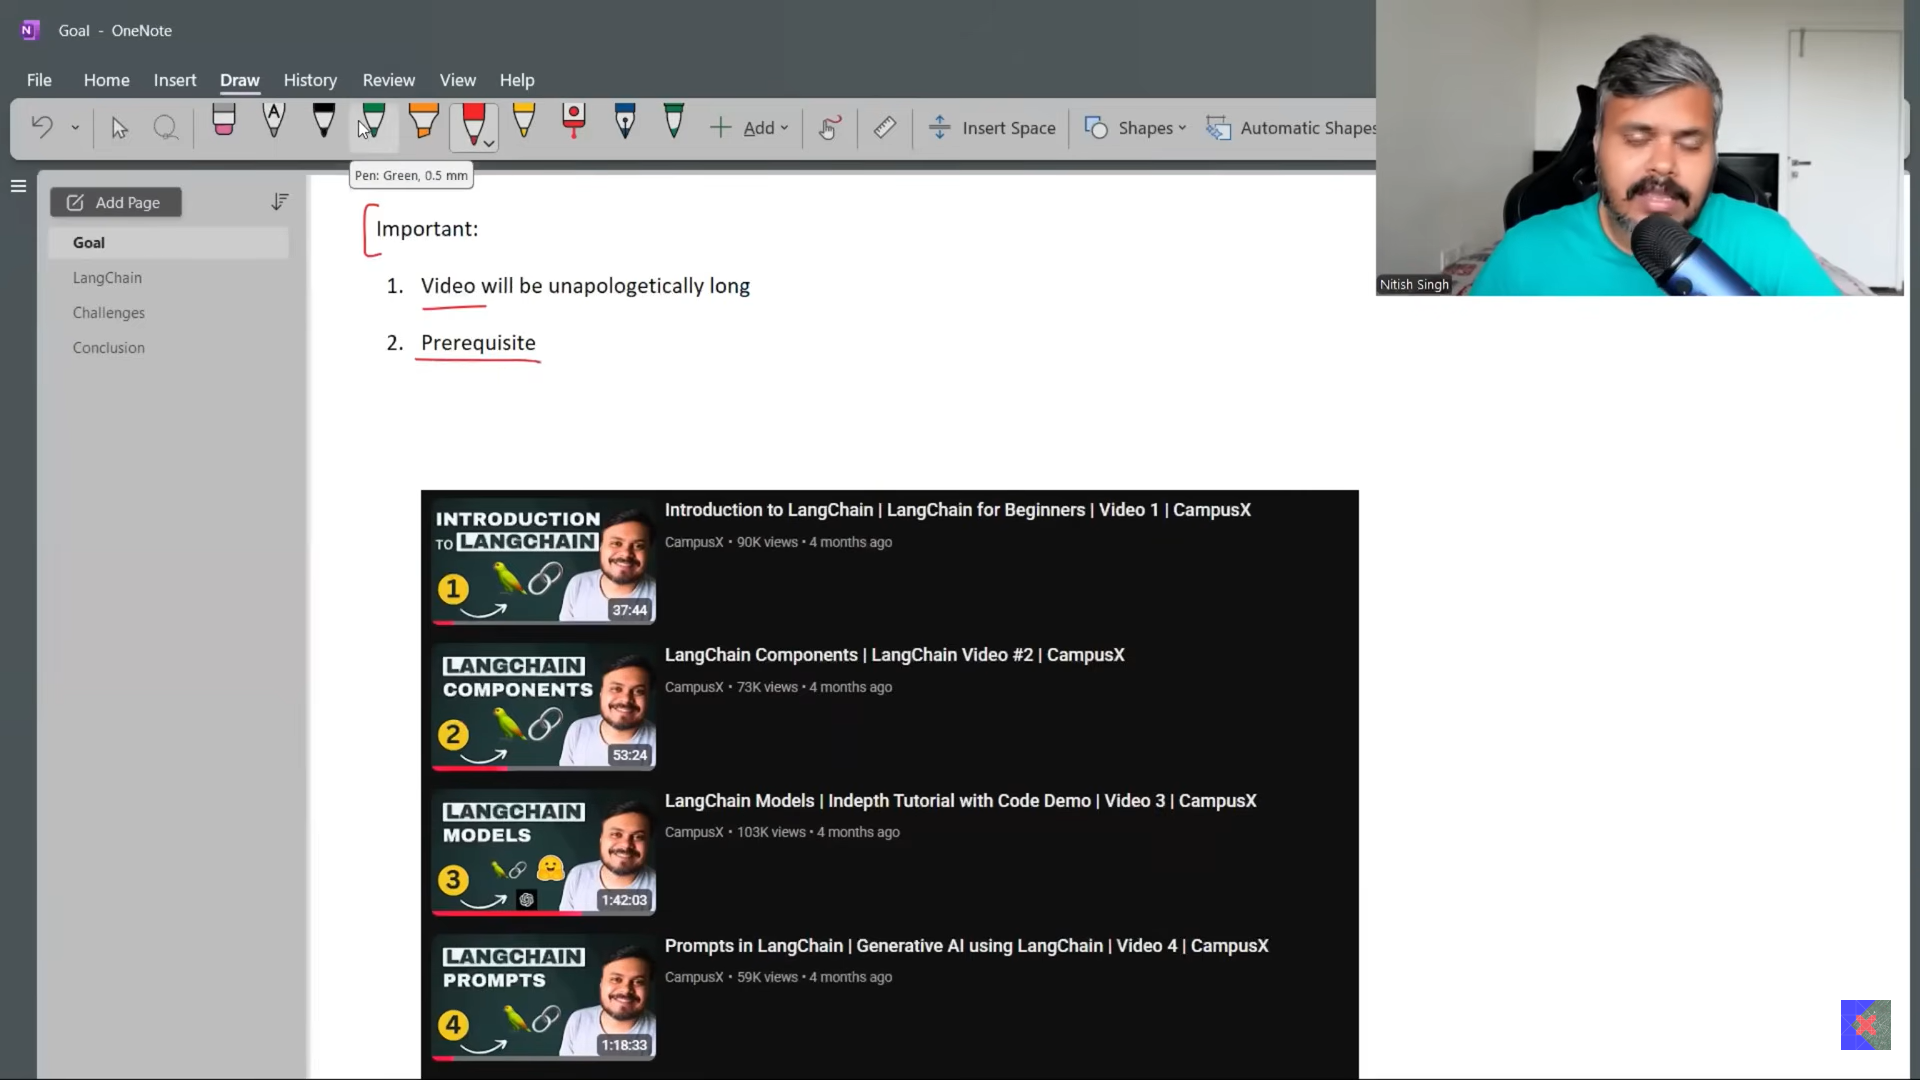 Goal - OneNote
File Home Insert Draw History Review View Help
Add Insert Space Shapes Automatic Shapes
Pen: Green, 0.5 mm
Add Page
Goal
LangChain
Challenges
Conclusion
Important:
1. Video will be unapologetically long
2. Prerequisite
Nitish Singh
INTRODUCTION
TO LANGCHAIN
1
37:44
Introduction to LangChain | LangChain for Beginners | Video 1 | CampusX
CampusX • 90K views • 4 months ago
LANGCHAIN
COMPONENTS
2
53:24
LangChain Components | LangChain Video #2 | CampusX
CampusX • 73K views • 4 months ago
LANGCHAIN
MODELS
3
1:42:03
LangChain Models | Indepth Tutorial with Code Demo | Video 3 | CampusX
CampusX • 103K views • 4 months ago
LANGCHAIN
PROMPTS
4
1:18:33
Prompts in LangChain | Generative AI using LangChain | Video 4 | CampusX
CampusX • 59K views • 4 months ago